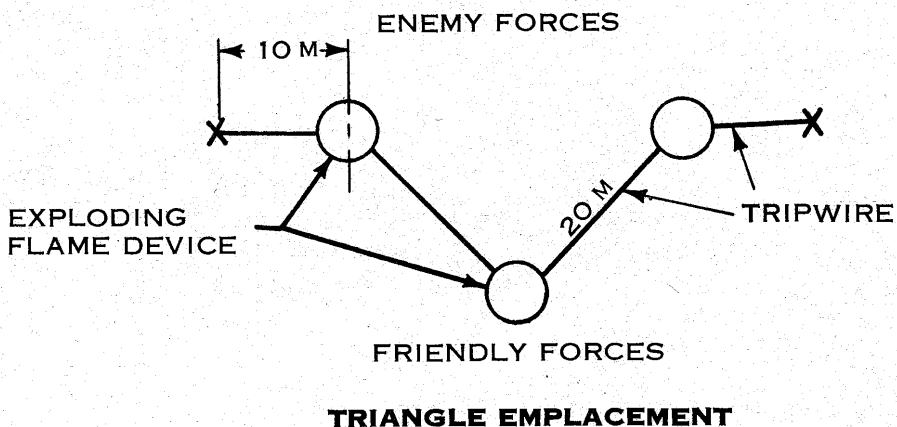 ENEMY FORCES
10 M
EXPLODING
FLAME DEVICE
20 M
TRIPWIRE
FRIENDLY FORCES
TRIANGLE EMPLACEMENT